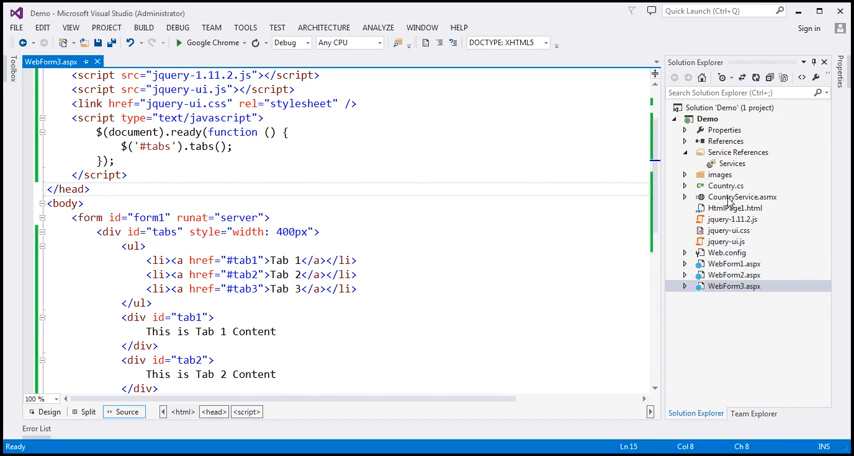 Demo - Microsoft Visual Studio (Administrator)
Quick Launch (Ctrl+Q)
FILE EDIT VIEW PROJECT BUILD DEBUG TEAM TOOLS TEST ARCHITECTURE ANALYZE WINDOW HELP
Sign in
Google Chrome Debug Any CPU DOCTYPE: XHTML5
Toolbox
WebForm3.aspx
<script src="jquery-1.11.2.js"></script>
<script src="jquery-ui.js"></script>
<link href="jquery-ui.css" rel="stylesheet" />
<script type="text/javascript">
$(document).ready(function () {
$('#tabs').tabs();
});
</script>
</head>
<body>
<form id="form1" runat="server">
<div id="tabs" style="width: 400px">
<ul>
<li><a href="#tab1">Tab 1</a></li>
<li><a href="#tab2">Tab 2</a></li>
<li><a href="#tab3">Tab 3</a></li>
</ul>
<div id="tab1">
This is Tab 1 Content
</div>
<div id="tab2">
This is Tab 2 Content
</div>
100 %
Design Split Source <html> <head> <script>
Error List
Ready Ln 15 Col 8 Ch 8 INS
Solution Explorer
Search Solution Explorer (Ctrl+;)
Solution 'Demo' (1 project)
Demo
Properties
References
Service References
Services
images
Country.cs
CountryService.asmx
HtmlPage1.html
jquery-1.11.2.js
jquery-ui.css
jquery-ui.js
Web.config
WebForm1.aspx
WebForm2.aspx
WebForm3.aspx
Solution Explorer Team Explorer
Properties